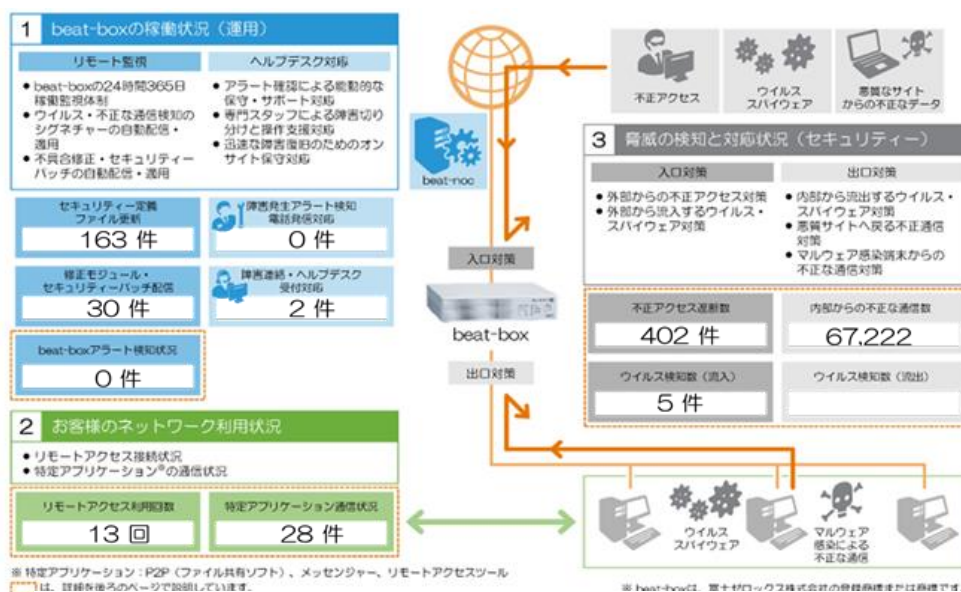 1 beat-boxの稼働状況（運用）
リモート監視
● beat-boxの24時間365日
稼働監視体制
● ウイルス・不正な通信検知の
シグネチャーの自動配信・
適用
● 不具合修正・セキュリティー
パッチの自動配信・適用
ヘルプデスク対応
● アラート確認による能動的な
保守・サポート対応
● 専門スタッフによる障害切り
分けと操作支援対応
● 迅速な障害復旧のためのオン
サイト保守対応
セキュリティー定義
ファイル更新
163 件
障害発生アラート検知
電話発信対応
0 件
修正モジュール・
セキュリティーパッチ配信
30 件
障害連絡・ヘルプデスク
受付対応
2 件
beat-boxアラート検知状況
0 件
2 お客様のネットワーク利用状況
● リモートアクセス接続状況
● 特定アプリケーション※の通信状況
リモートアクセス利用回数
13 回
特定アプリケーション通信状況
28 件
※ 特定アプリケーション：P2P（ファイル共有ソフト）、メッセンジャー、リモートアクセスツール
は、詳細を後ろのページで説明しています。
beat-noc
入口対策
beat-box
出口対策
不正アクセス
ウイルス
スパイウェア
悪質なサイト
からの不正なデータ
3 脅威の検知と対応状況（セキュリティー）
入口対策
● 外部からの不正アクセス対策
● 外部から流入するウイルス・
スパイウェア対策
出口対策
● 内部から流出するウイルス・
スパイウェア対策
● 悪質サイトへ戻る不正通信
対策
● マルウェア感染端末からの
不正な通信対策
不正アクセス遮断数
402 件
内部からの不正な通信数
67,222
ウイルス検知数（流入）
5 件
ウイルス検知数（流出）
ウイルス
スパイウェア
マルウェア
感染による
不正な通信
※ beat-boxは、富士ゼロックス株式会社の登録商標または商標です